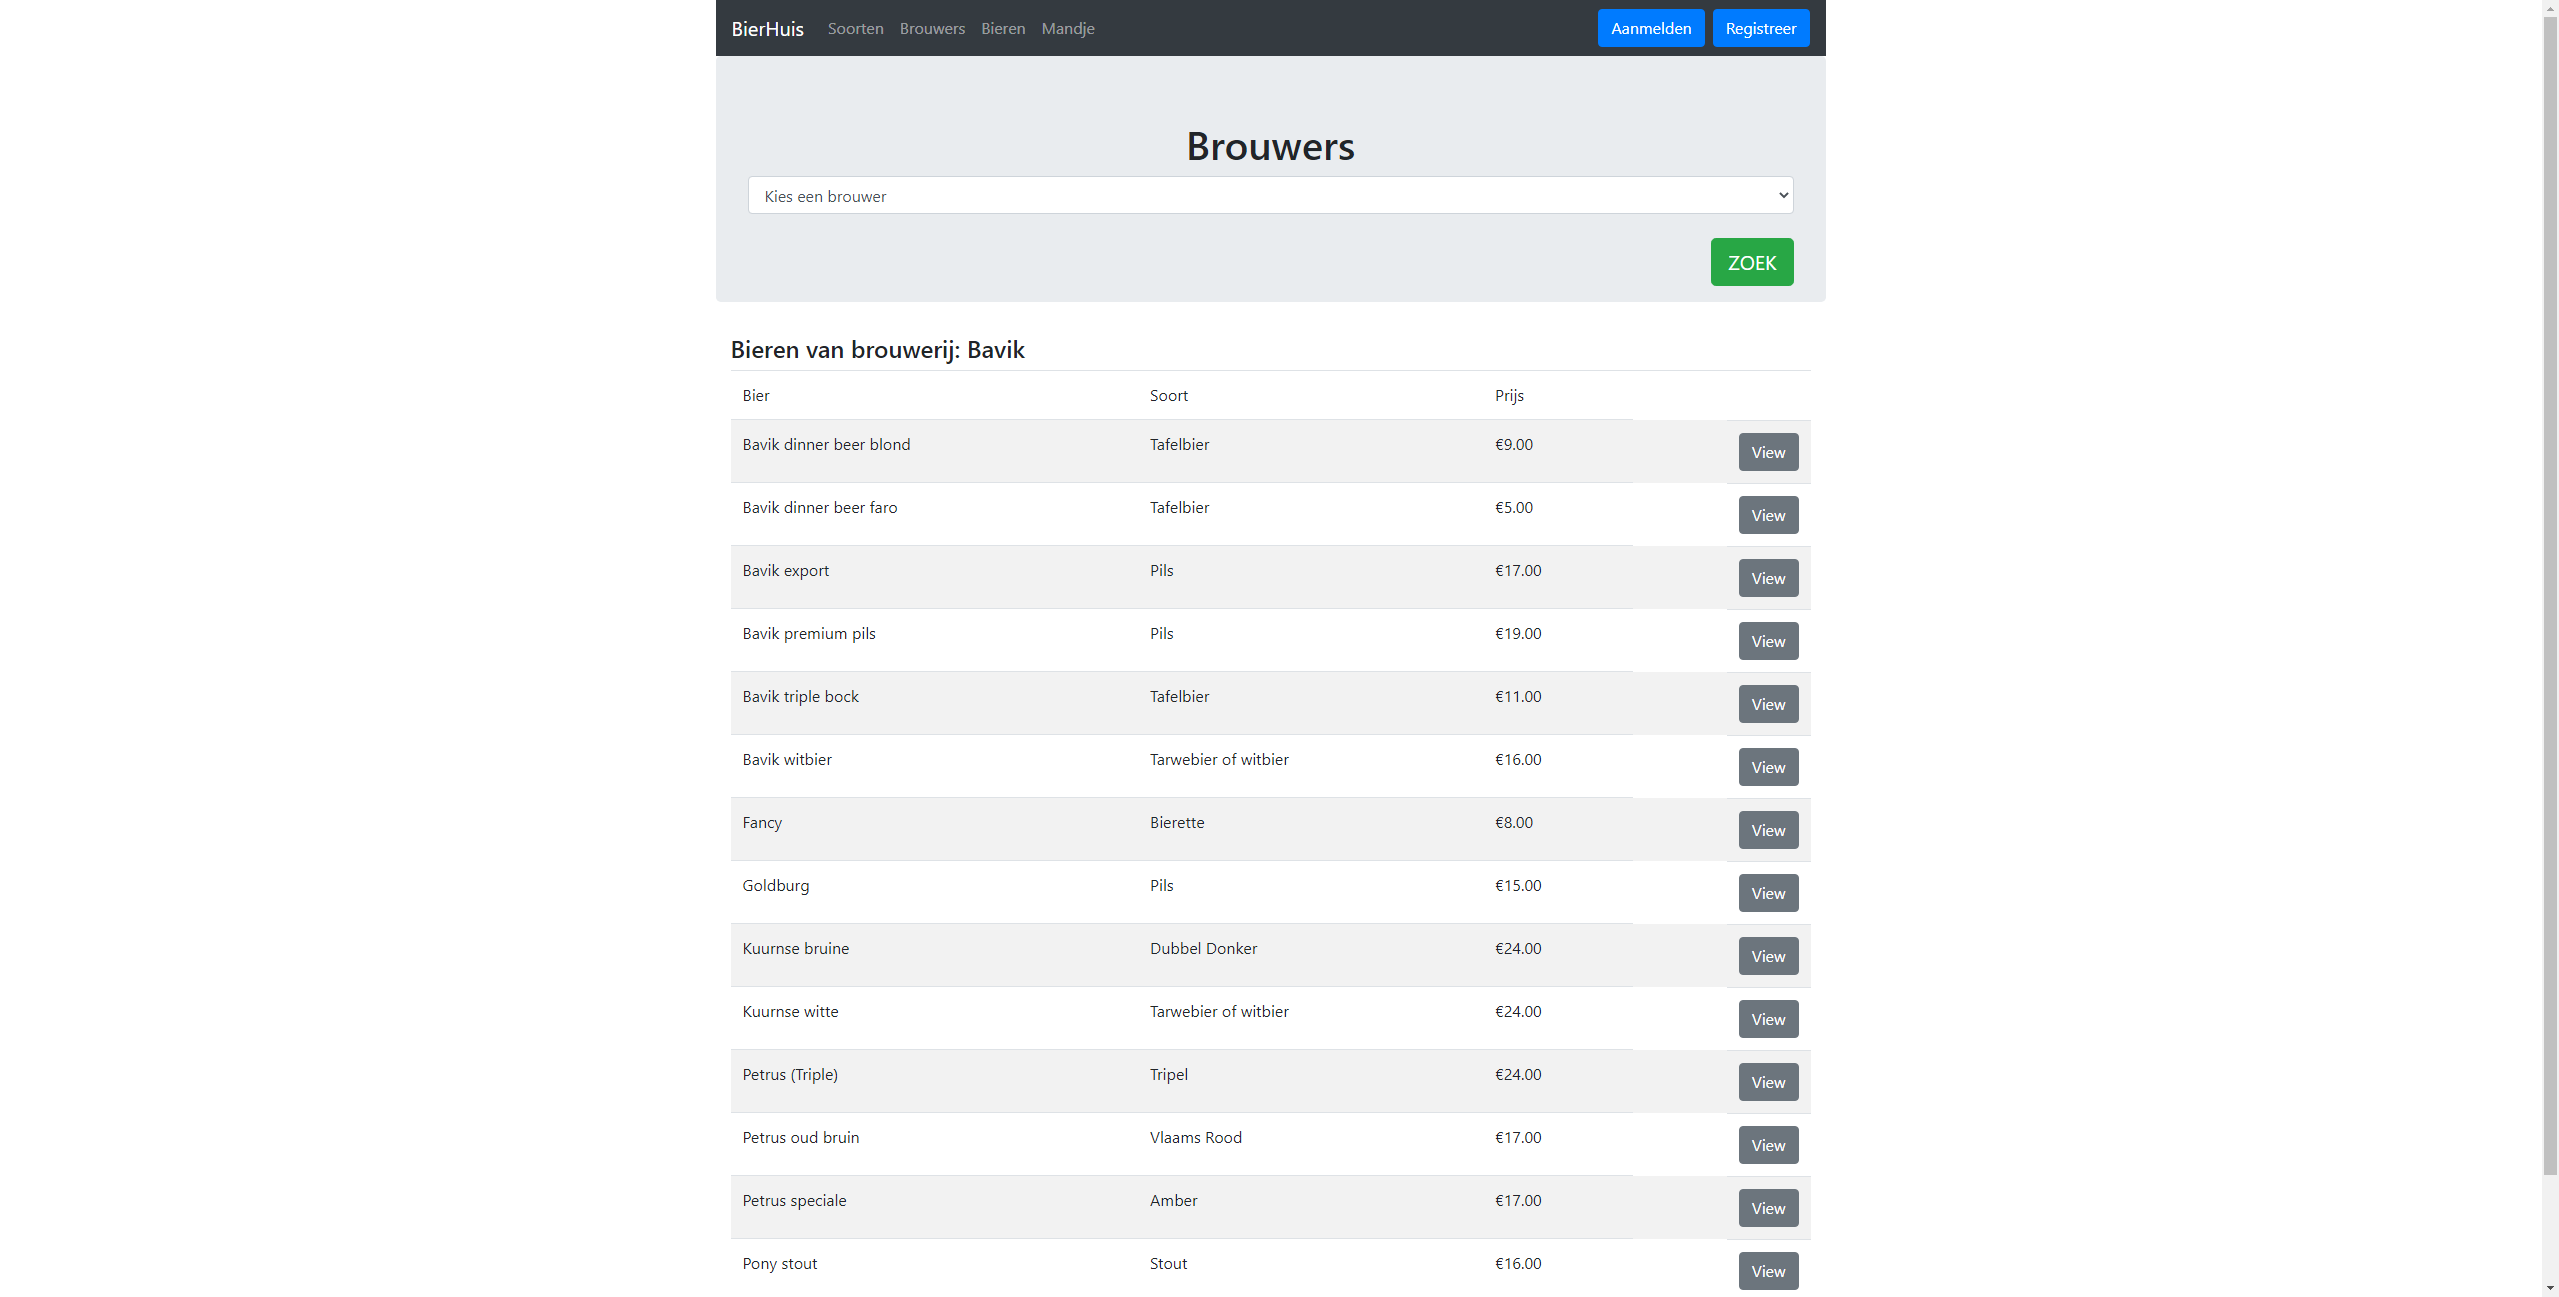 BierHuis Soorten Brouwers Bieren Mandje Aanmelden Registreer
Brouwers
Kies een brouwer
ZOEK
Bieren van brouwerij: Bavik
Bier Soort Prijs
Bavik dinner beer blond Tafelbier €9.00 View
Bavik dinner beer faro Tafelbier €5.00 View
Bavik export Pils €17.00 View
Bavik premium pils Pils €19.00 View
Bavik triple bock Tafelbier €11.00 View
Bavik witbier Tarwebier of witbier €16.00 View
Fancy Bierette €8.00 View
Goldburg Pils €15.00 View
Kuurnse bruine Dubbel Donker €24.00 View
Kuurnse witte Tarwebier of witbier €24.00 View
Petrus (Triple) Tripel €24.00 View
Petrus oud bruin Vlaams Rood €17.00 View
Petrus speciale Amber €17.00 View
Pony stout Stout €16.00 View